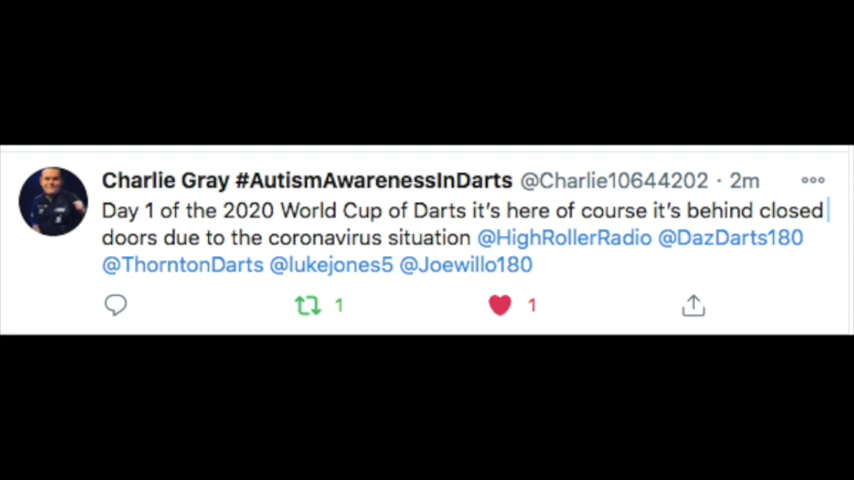 Charlie Gray #AutismAwarenessInDarts @Charlie10644202 · 2m
Day 1 of the 2020 World Cup of Darts it's here of course it's behind closed
doors due to the coronavirus situation @HighRollerRadio @DazDarts180
@ThorntonDarts @lukejones5 @Joewillo180
1 1